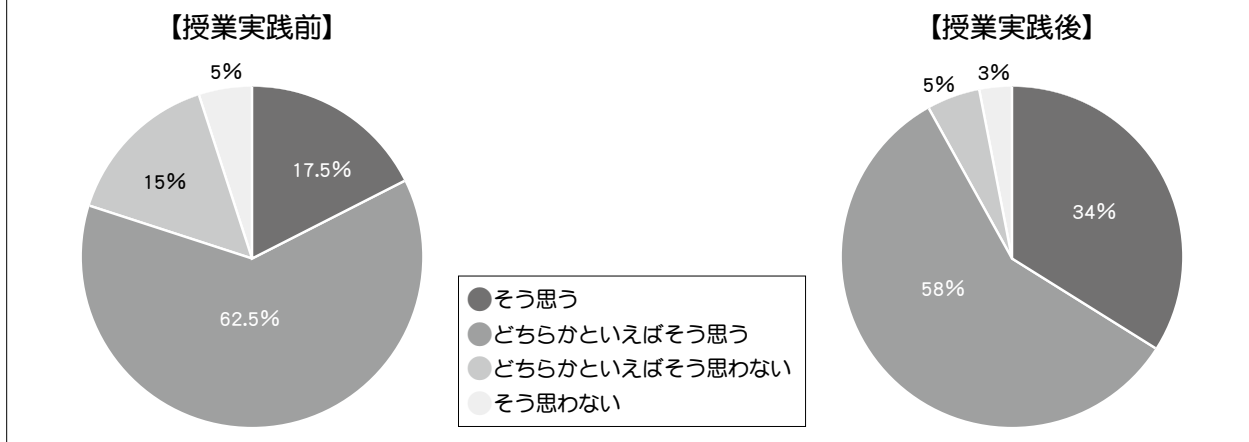 【授業実践前】
5%
17.5%
15%
62.5%
【授業実践後】
3%
5%
34%
58%
そう思う
どちらかといえばそう思う
どちらかといえばそう思わない
そう思わない